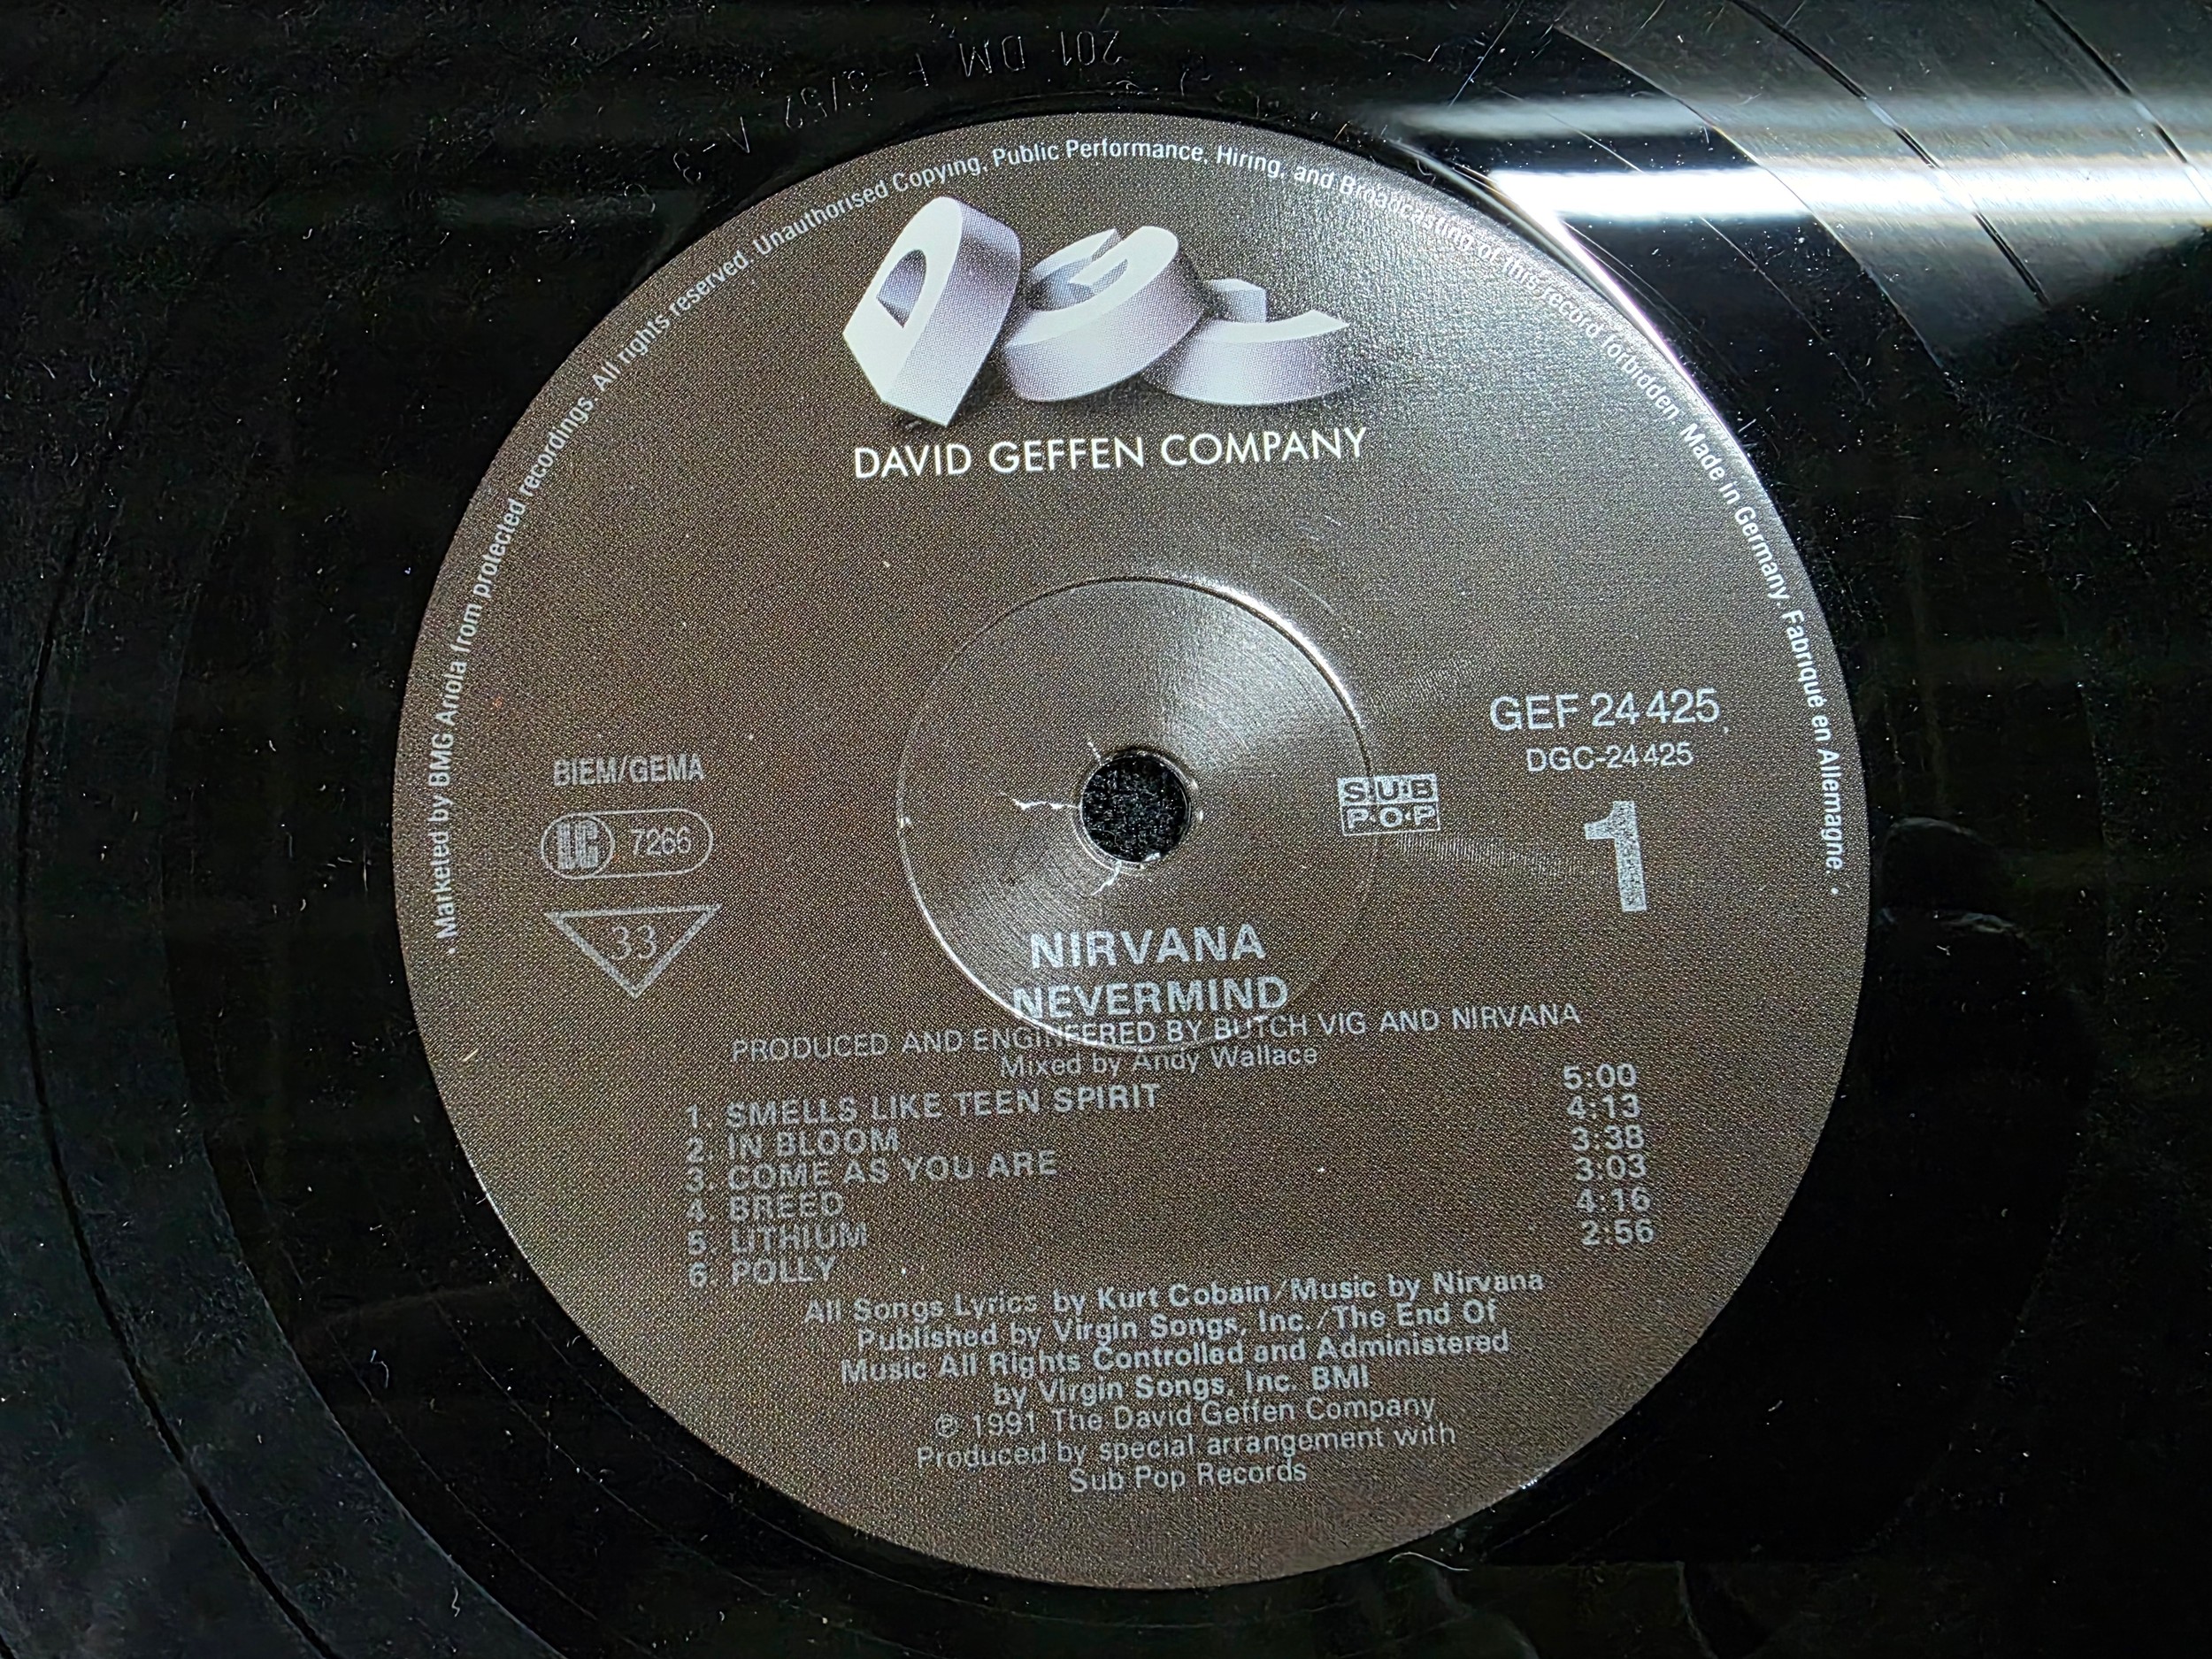 201 DM F
A-3
• Marketed by BMG Ariola from protected recordings. All rights reserved. Unauthorised Copying, Public Performance, Hiring, and Broadcasting of this record forbidden. Made in Germany. Fabriqué en Allemagne. •
DGC
DAVID GEFFEN COMPANY
GEF 24 425
DGC-24 425
BIEM/GEMA
LC 7266
SUB
POP
1
33
NIRVANA
NEVERMIND
PRODUCED AND ENGINEERED BY BUTCH VIG AND NIRVANA
Mixed by Andy Wallace
1. SMELLS LIKE TEEN SPIRIT 5:00
2. IN BLOOM 4:13
3. COME AS YOU ARE 3:38
4. BREED 3:03
5. LITHIUM 4:16
6. POLLY 2:56
All Songs Lyrics by Kurt Cobain/Music by Nirvana
Published by Virgin Songs, Inc./The End Of
Music All Rights Controlled and Administered
by Virgin Songs, Inc. BMI
℗ 1991 The David Geffen Company
Produced by special arrangement with
Sub Pop Records